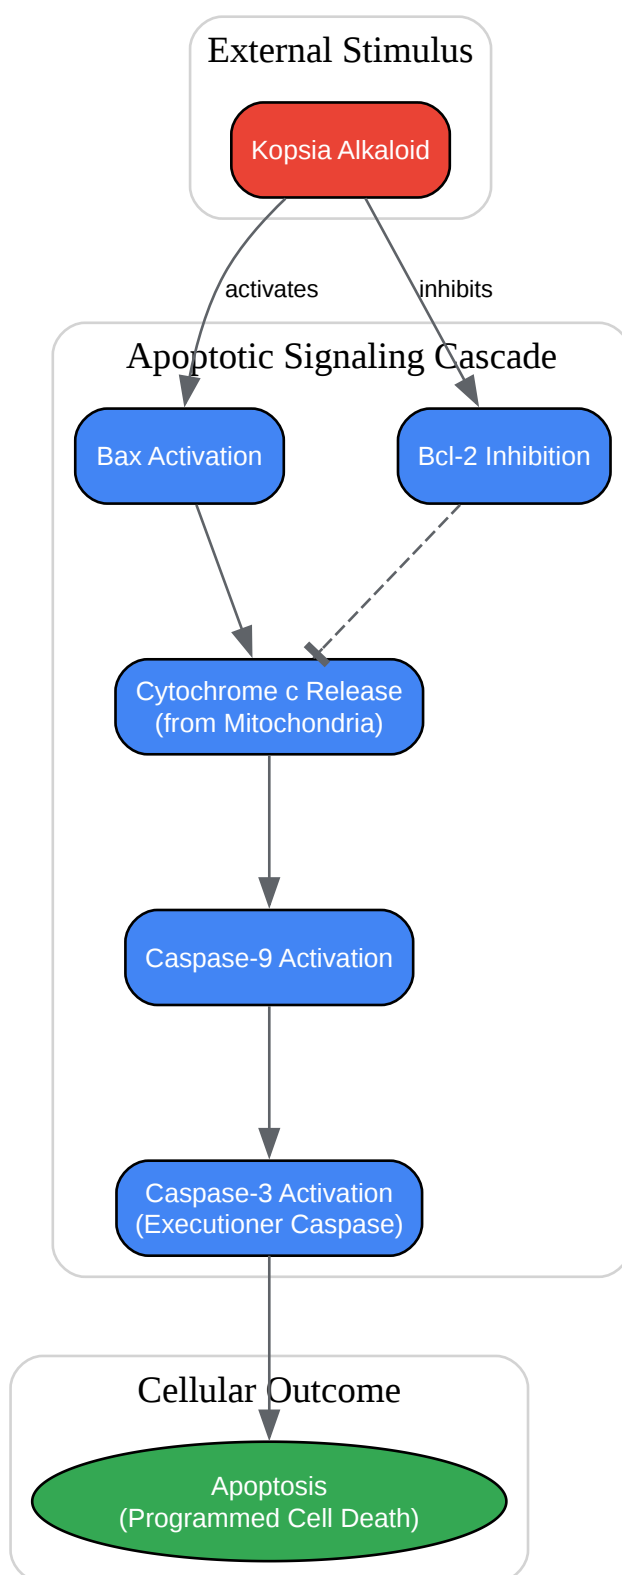 External Stimulus
Kopsia Alkaloid
activates
inhibits
Apoptotic Signaling Cascade
Bax Activation
Bcl-2 Inhibition
Cytochrome c Release
(from Mitochondria)
Caspase-9 Activation
Caspase-3 Activation
(Executioner Caspase)
Cellular Outcome
Apoptosis
(Programmed Cell Death)